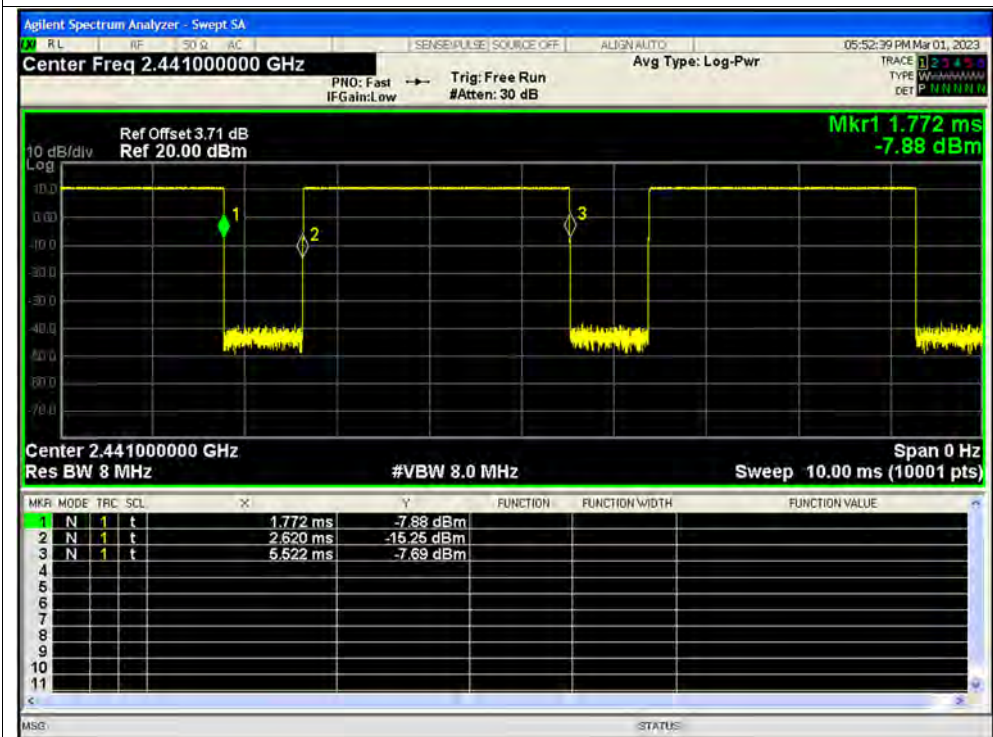 Agilent Spectrum Analyzer - Swept SA
RL RF 50 Ω AC SENSE:PULSE SOURCE OFF ALIGN AUTO 05:52:39 PM Mar 01, 2023
Center Freq 2.441000000 GHz Avg Type: Log-Pwr TRACE 1 2 3 4 5 6
PNO: Fast Trig: Free Run TYPE W
IFGain:Low #Atten: 30 dB DET P N N N N N
Mkr1 1.772 ms
Ref Offset 3.71 dB
10 dB/div Ref 20.00 dBm -7.88 dBm
Log
10.0
0.00
-10.0
-20.0
-30.0
-40.0
-50.0
-60.0
-70.0
1
2
3
Center 2.441000000 GHz Span 0 Hz
Res BW 8 MHz #VBW 8.0 MHz Sweep 10.00 ms (10001 pts)
MKR MODE TRC SCL X Y FUNCTION FUNCTION WIDTH FUNCTION VALUE
1 N 1 t 1.772 ms -7.88 dBm
2 N 1 t 2.620 ms -15.25 dBm
3 N 1 t 5.522 ms -7.69 dBm
4
5
6
7
8
9
10
11
MSG STATUS